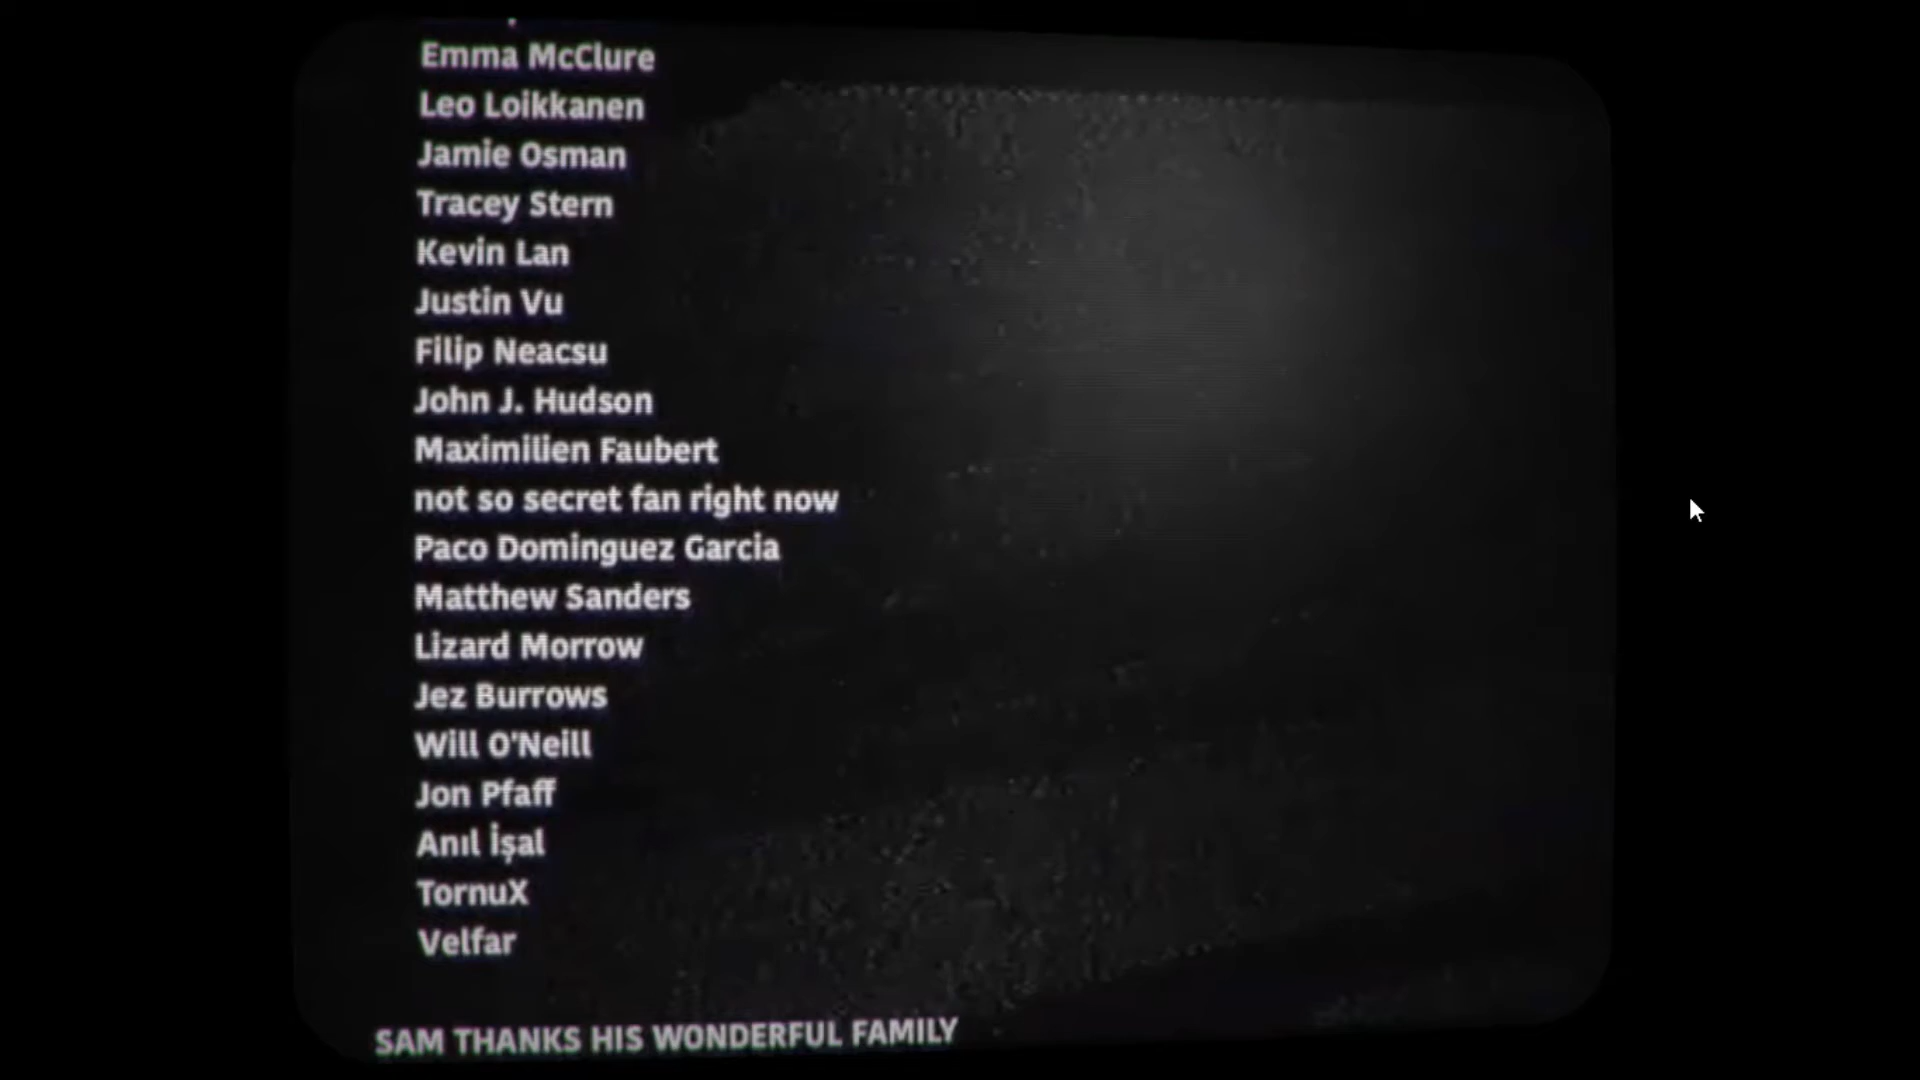 Emma McClure
Leo Loikkanen
Jamie Osman
Tracey Stern
Kevin Lan
Justin Vu
Filip Neacsu
John J. Hudson
Maximilien Faubert
not so secret fan right now
Paco Dominguez Garcia
Matthew Sanders
Lizard Morrow
Jez Burrows
Will O'Neill
Jon Pfaff
Anıl İşal
TornuX
Velfar
SAM THANKS HIS WONDERFUL FAMILY